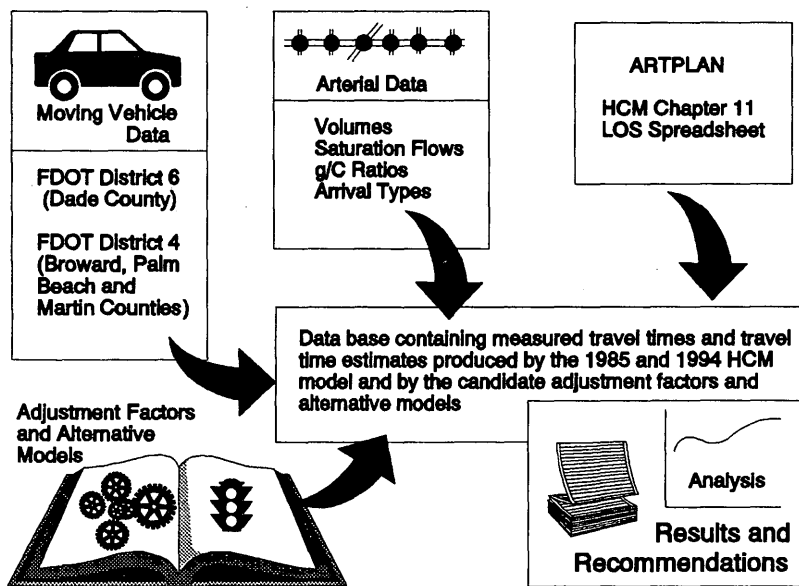 Moving Vehicle
Data
FDOT District 6
(Dade County)
FDOT District 4
(Broward, Palm
Beach and
Martin Counties)
Arterial Data
Volumes
Saturation Flows
g/C Ratios
Arrival Types
ARTPLAN
HCM Chapter 11
LOS Spreadsheet
Data base containing measured travel times and travel
time estimates produced by the 1985 and 1994 HCM
model and by the candidate adjustment factors and
alternative models
Adjustment Factors
and Alternative
Models
Analysis
Results and
Recommendations